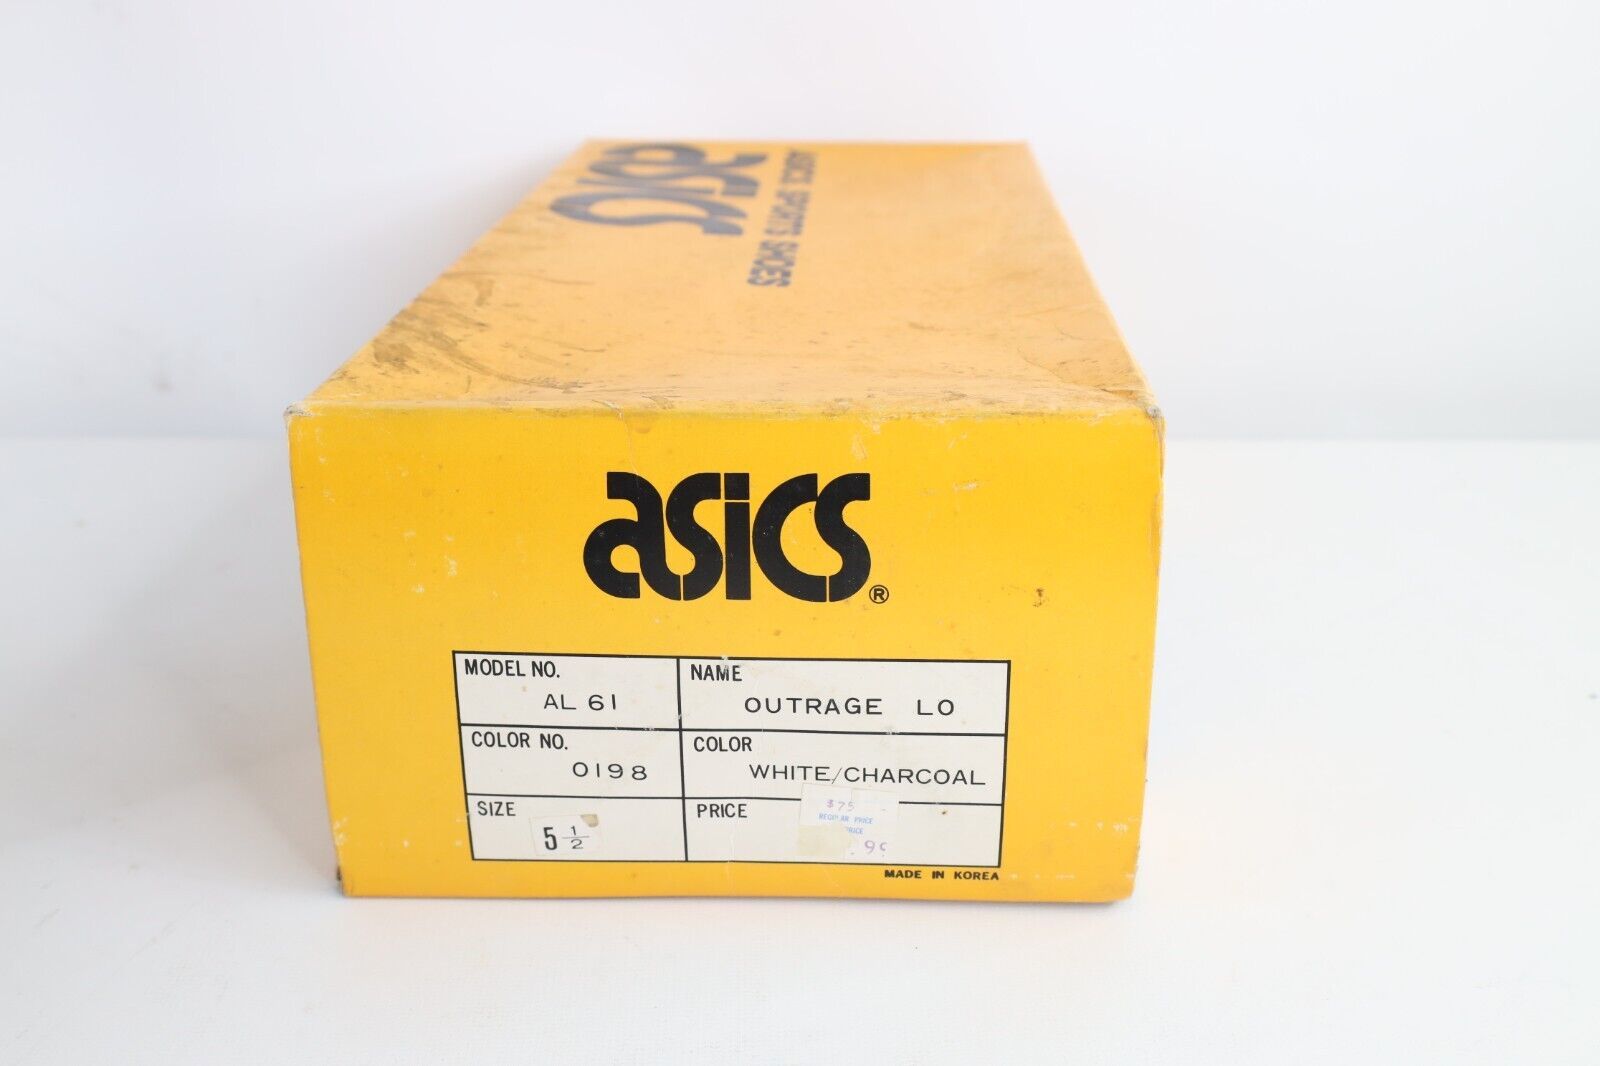 asics
ASICS SPORTS SHOES
asics®
MODEL NO.
AL 61
NAME
OUTRAGE LO
COLOR NO.
0198
COLOR
WHITE/CHARCOAL
SIZE
5 1/2
PRICE
$75
REGULAR PRICE
MADE IN KOREA